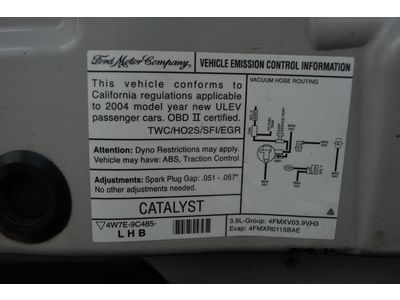 Ford Motor Company, VEHICLE EMISSION CONTROL INFORMATION
This vehicle conforms to
California regulations applicable
to 2004 model year new ULEV
passenger cars. OBD II certified.
TWC/HO2S/SFI/EGR
Attention: Dyno Restrictions may apply.
Vehicle may have: ABS, Traction Control
Adjustments: Spark Plug Gap: .051 - .057"
No other adjustments needed.
CATALYST
4W7E-9C485-
LHB
VACUUM HOSE ROUTING
3.9L-Group: 4FMXV03.9VH3
Evap: 4FMXR0115BAE